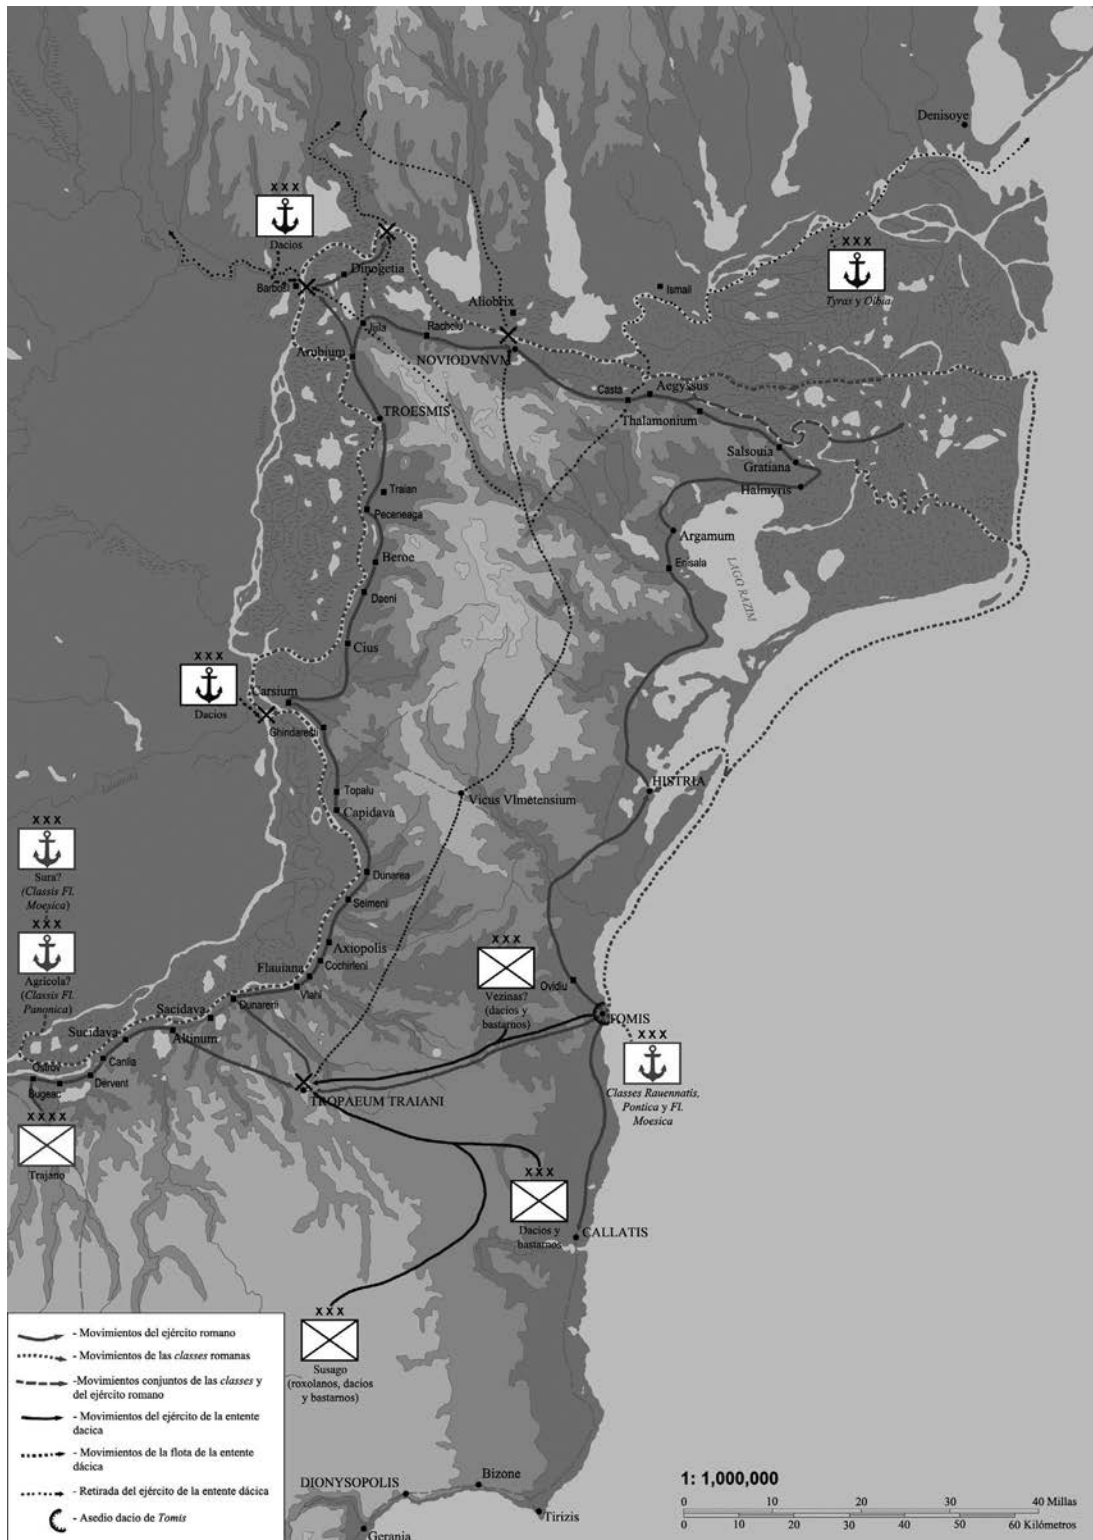 Denisoye
X X X
Dacios
X X X
Tyras y Olbia
Dinogetia
Barbosi
Ismail
Aliobrix
Jijila
Rachelu
Arubium
NOVIODVNVM
Casta
Aegyssus
Thalamonium
TROESMIS
Salsouia
Gratiana
Halmyris
Traian
Peceneaga
Argamum
Beroe
Enisala
LAGO RAZIM
Daeni
Cius
X X X
Dacios
Carsium
Ghindaresti
HISTRIA
Topalu
Vicus Vlmetensium
Capidava
X X X
Sura?
(Classis Fl.
Moesica)
Dunarea
Seimeni
X X X
Agrícola?
(Classis Fl.
Panonica)
Axiopolis
Cochirleni
Flauiana
Vlahi
X X X
Vezinas?
(dacios y
bastarnos)
Ovidiu
Dunareni
Sacidava
TOMIS
Sucidava
Altinum
X X X
Classes Rauennatis,
Pontica y Fl.
Moesica
Canlia
Ostrov
Dervent
Bugeac
TROPAEUM TRAIANI
X X X X
Trajano
X X X
Dacios y
bastarnos
CALLATIS
X X X
Susago
(roxolanos, dacios
y bastarnos)
- Movimientos del ejército romano
- Movimientos de las classes romanas
-Movimientos conjuntos de las classes y
del ejército romano
- Movimientos del ejército de la entente
dacica
- Movimientos de la flota de la entente
dácica
- Retirada del ejército de la entente dácica
- Asedio dacio de Tomis
DIONYSOPOLIS
Bizone
Tirizis
Gerania
1: 1,000,000
0 10 20 30 40 Millas
0 10 20 30 40 50 60 Kilómetros